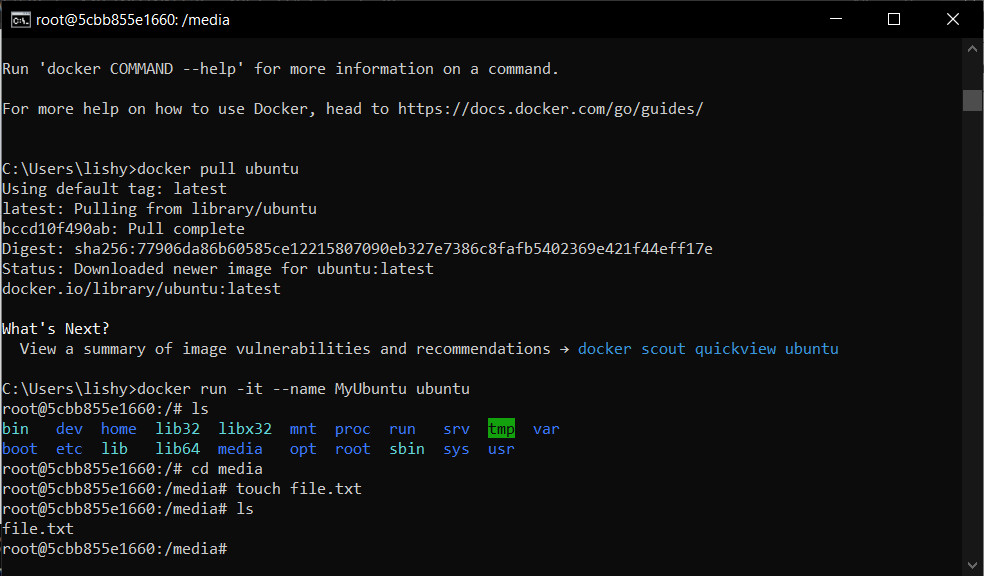 root@5cbb855e1660: /media
Run 'docker COMMAND --help' for more information on a command.
For more help on how to use Docker, head to https://docs.docker.com/go/guides/
C:\Users\lishy>docker pull ubuntu
Using default tag: latest
latest: Pulling from library/ubuntu
bccd10f490ab: Pull complete
Digest: sha256:77906da86b60585ce12215807090eb327e7386c8fafb5402369e421f44eff17e
Status: Downloaded newer image for ubuntu:latest
docker.io/library/ubuntu:latest
What's Next?
  View a summary of image vulnerabilities and recommendations → docker scout quickview ubuntu
C:\Users\lishy>docker run -it --name MyUbuntu ubuntu
root@5cbb855e1660:/# ls
bin   dev  home  lib32  libx32  mnt  proc  run   srv  tmp  var
boot  etc  lib   lib64  media   opt  root  sbin  sys  usr
root@5cbb855e1660:/# cd media
root@5cbb855e1660:/media# touch file.txt
root@5cbb855e1660:/media# ls
file.txt
root@5cbb855e1660:/media#